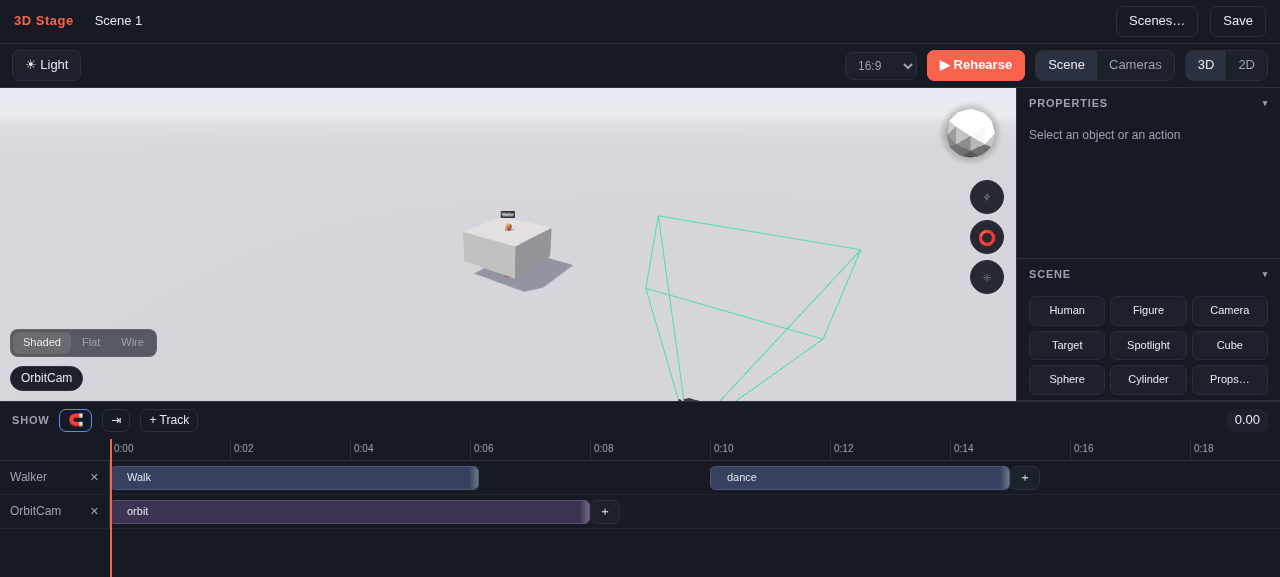 3D Stage
Scene 1
Scenes…
Save
☀ Light
16:9
▶ Rehearse
Scene
Cameras
3D
2D
PROPERTIES
Select an object or an action
SCENE
Human
Figure
Camera
Target
Spotlight
Cube
Sphere
Cylinder
Props…
Shaded
Flat
Wire
OrbitCam
SHOW
+ Track
0.00
0:00
0:02
0:04
0:06
0:08
0:10
0:12
0:14
0:16
0:18
Walker ×
Walk
dance
+
OrbitCam ×
orbit
+